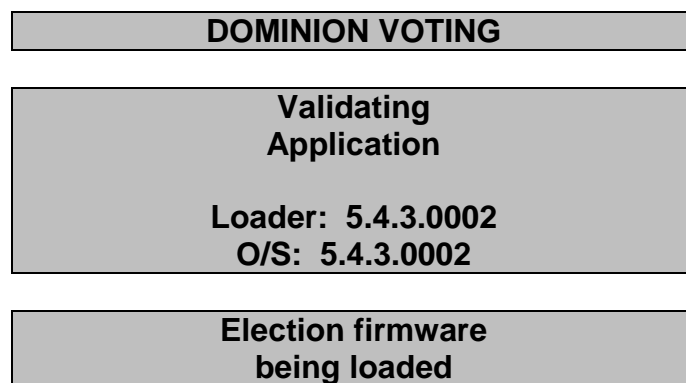 DOMINION VOTING
Validating
Application
Loader: 5.4.3.0002
O/S: 5.4.3.0002
Election firmware
being loaded